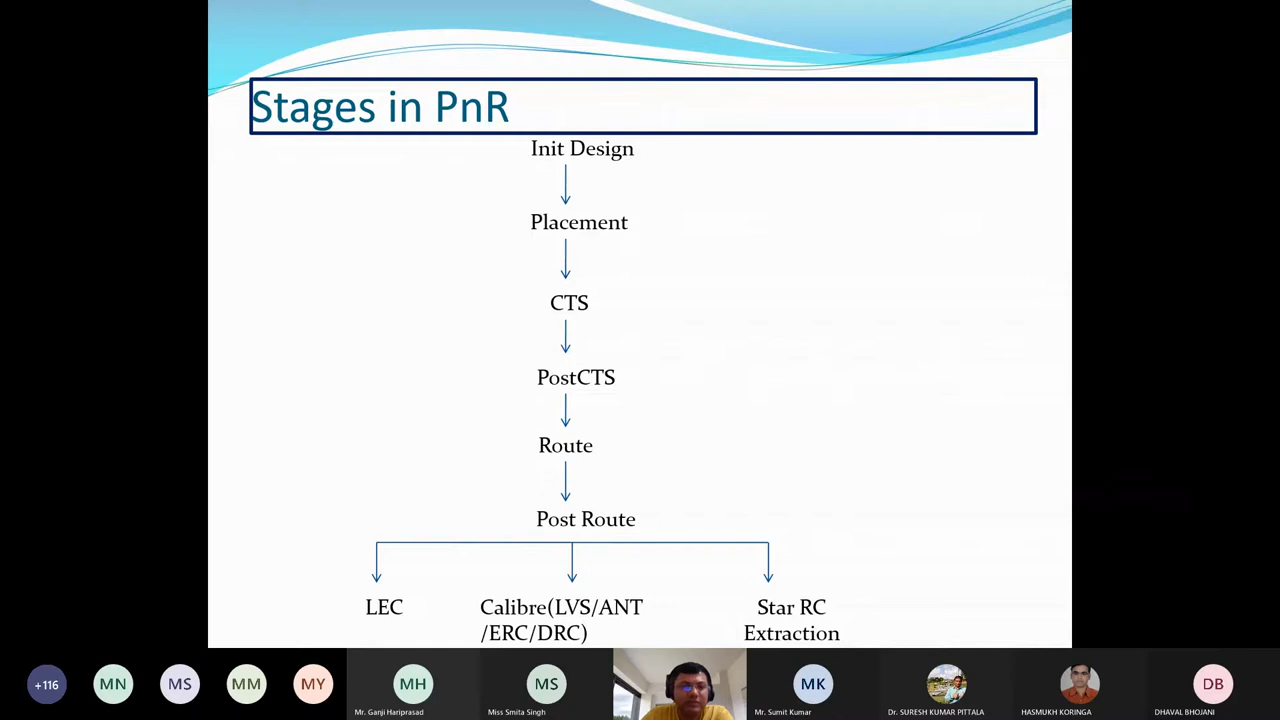 Stages in PnR
Init Design
Placement
CTS
PostCTS
Route
Post Route
LEC
Calibre(LVS/ANT
/ERC/DRC)
Star RC
Extraction
+116
MN
MS
MM
MY
MH
Mr. Ganji Hariprasad
MS
Miss Smita Singh
MK
Mr. Sumit Kumar
Dr. SURESH KUMAR PITTALA
HASMUKH KORINGA
DB
DHAVAL BHOJANI